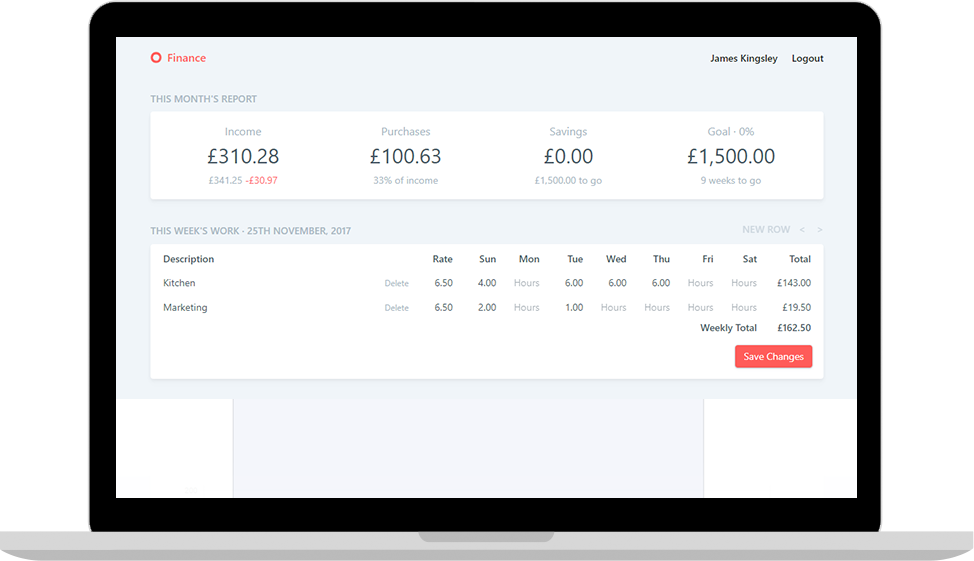 Finance James Kingsley Logout
THIS MONTH'S REPORT
Income Purchases Savings Goal · 0%
£310.28 £100.63 £0.00 £1,500.00
£341.25 -£30.97 33% of income £1,500.00 to go 9 weeks to go
THIS WEEK'S WORK · 25TH NOVEMBER, 2017 NEW ROW < >
Description Rate Sun Mon Tue Wed Thu Fri Sat Total
Kitchen Delete 6.50 4.00 Hours 6.00 6.00 6.00 Hours Hours £143.00
Marketing Delete 6.50 2.00 Hours 1.00 Hours Hours Hours Hours £19.50
Weekly Total £162.50
Save Changes